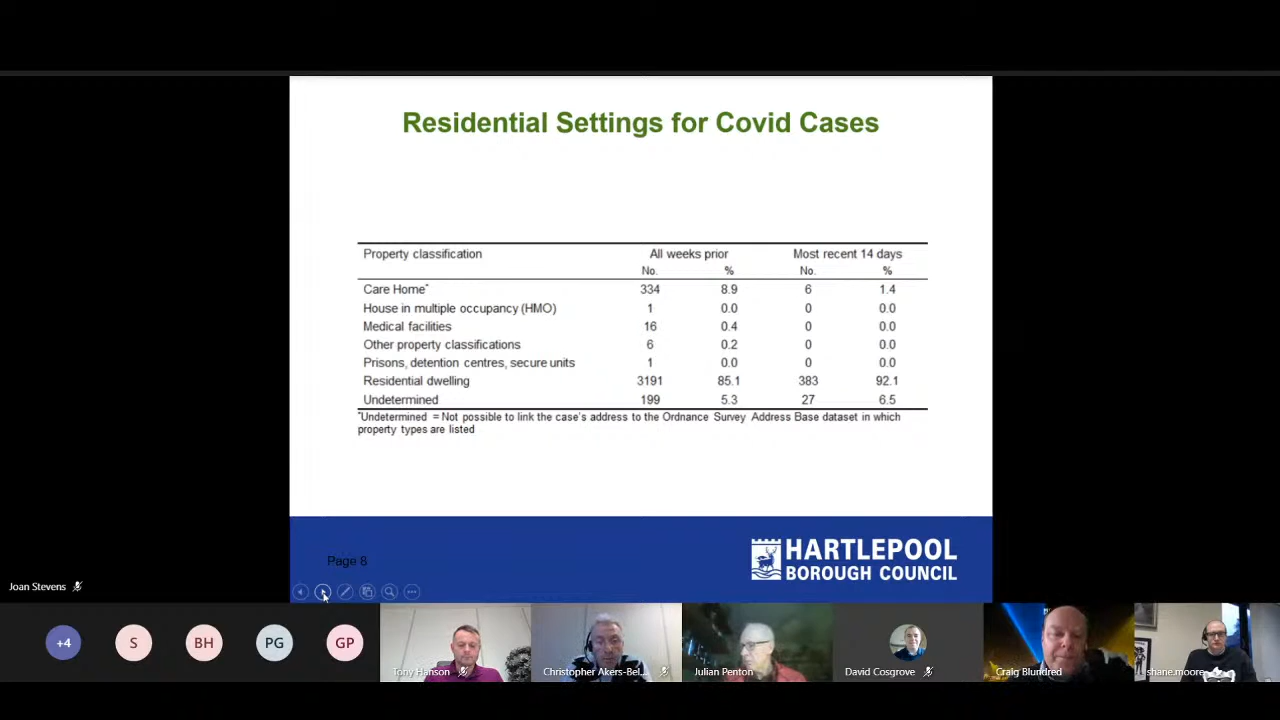 Residential Settings for Covid Cases
Property classification All weeks prior Most recent 14 days
No. % No. %
Care Home* 334 8.9 6 1.4
House in multiple occupancy (HMO) 1 0.0 0 0.0
Medical facilities 16 0.4 0 0.0
Other property classifications 6 0.2 0 0.0
Prisons, detention centres, secure units 1 0.0 0 0.0
Residential dwelling 3191 85.1 383 92.1
Undetermined 199 5.3 27 6.5
*Undetermined = Not possible to link the case's address to the Ordnance Survey Address Base dataset in which
property types are listed
Page 8
HARTLEPOOL
BOROUGH COUNCIL
Joan Stevens
+4 S BH PG GP
Tony Hanson Christopher Akers-Bel... Julian Penton David Cosgrove Craig Blundred shane.moore